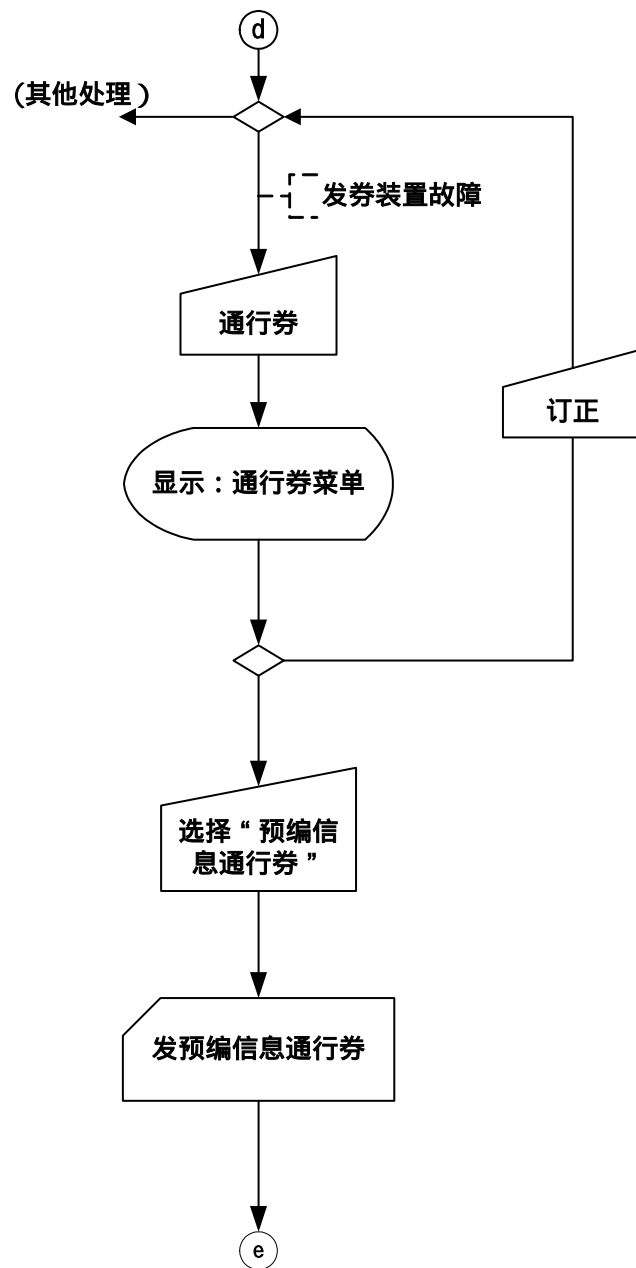 d
(其他处理)
发券装置故障
通行券
订正
显示：通行券菜单
选择“预编信
息通行券”
发预编信息通行券
e